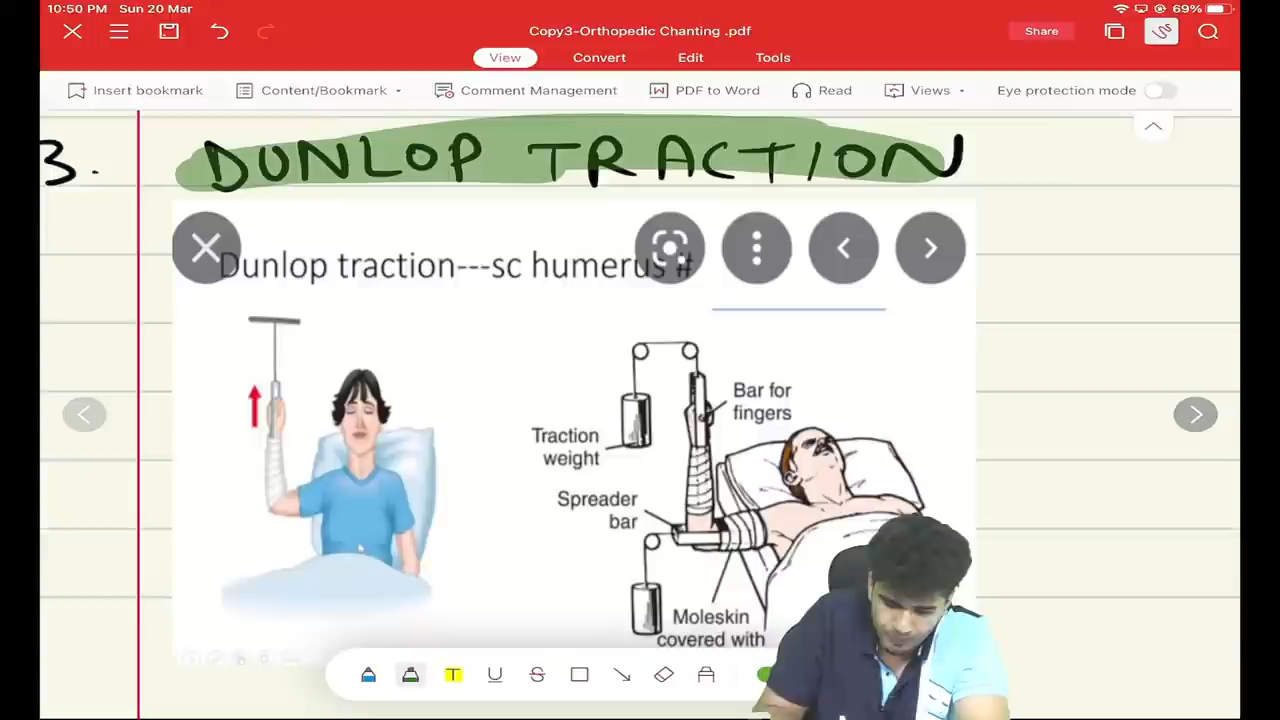 10:50 PM Sun 20 Mar
69%
Copy3-Orthopedic Chanting .pdf
Share
View Convert Edit Tools
Insert bookmark Content/Bookmark Comment Management PDF to Word Read Views Eye protection mode
3. DUNLOP TRACTION
Dunlop traction---sc humerus #
Bar for
fingers
Traction
weight
Spreader
bar
Moleskin
covered with
T U S